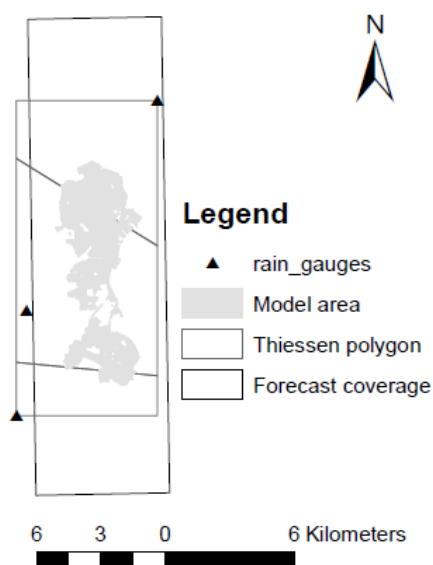 N
Legend
rain_gauges
Model area
Thiessen polygon
Forecast coverage
6 3 0 6 Kilometers